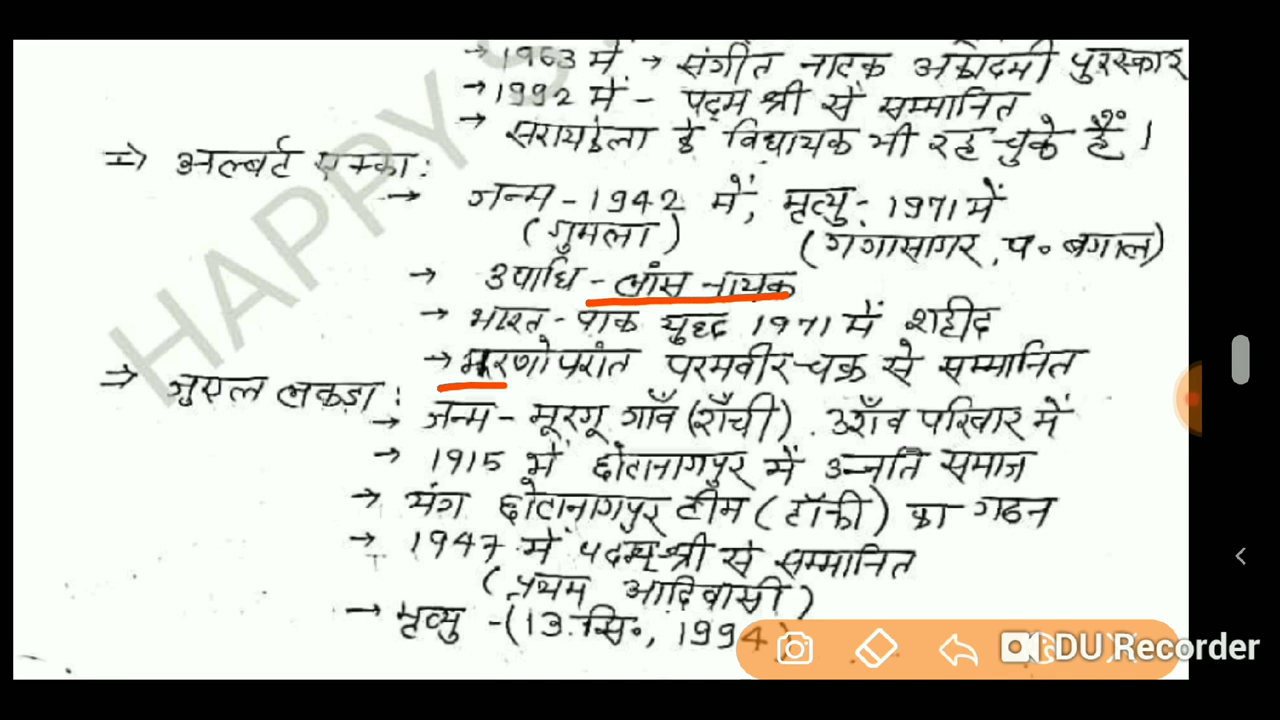 → 1963 में → संगीत नाटक अकादमी पुरस्कार
→ 1992 में - पद्म श्री से सम्मानित
→ सरायकेला के विधायक भी रह चुके हैं।
⇒ अल्बर्ट एक्का :
→ जन्म - 1942 में, मृत्यु - 1971 में
(गुमला) (गंगासागर, प० बंगाल)
→ उपाधि - लांस नायक
→ भारत - पाक युद्ध 1971 में शहीद
→ मरणोपरांत परमवीर-चक्र से सम्मानित
⇒ जुएल लकड़ा :
→ जन्म - मूरगू गाँव (राँची). उराँव परिवार में
→ 1915 में छोटानागपुर में उन्नति समाज
→ यंग छोटानागपुर टीम (हॉकी) का गठन
→ 1947 में पदम्-श्री से सम्मानित
(प्रथम आदिवासी)
→ मृत्यु - (13 सि०, 1994)
HAPPY
DU Recorder